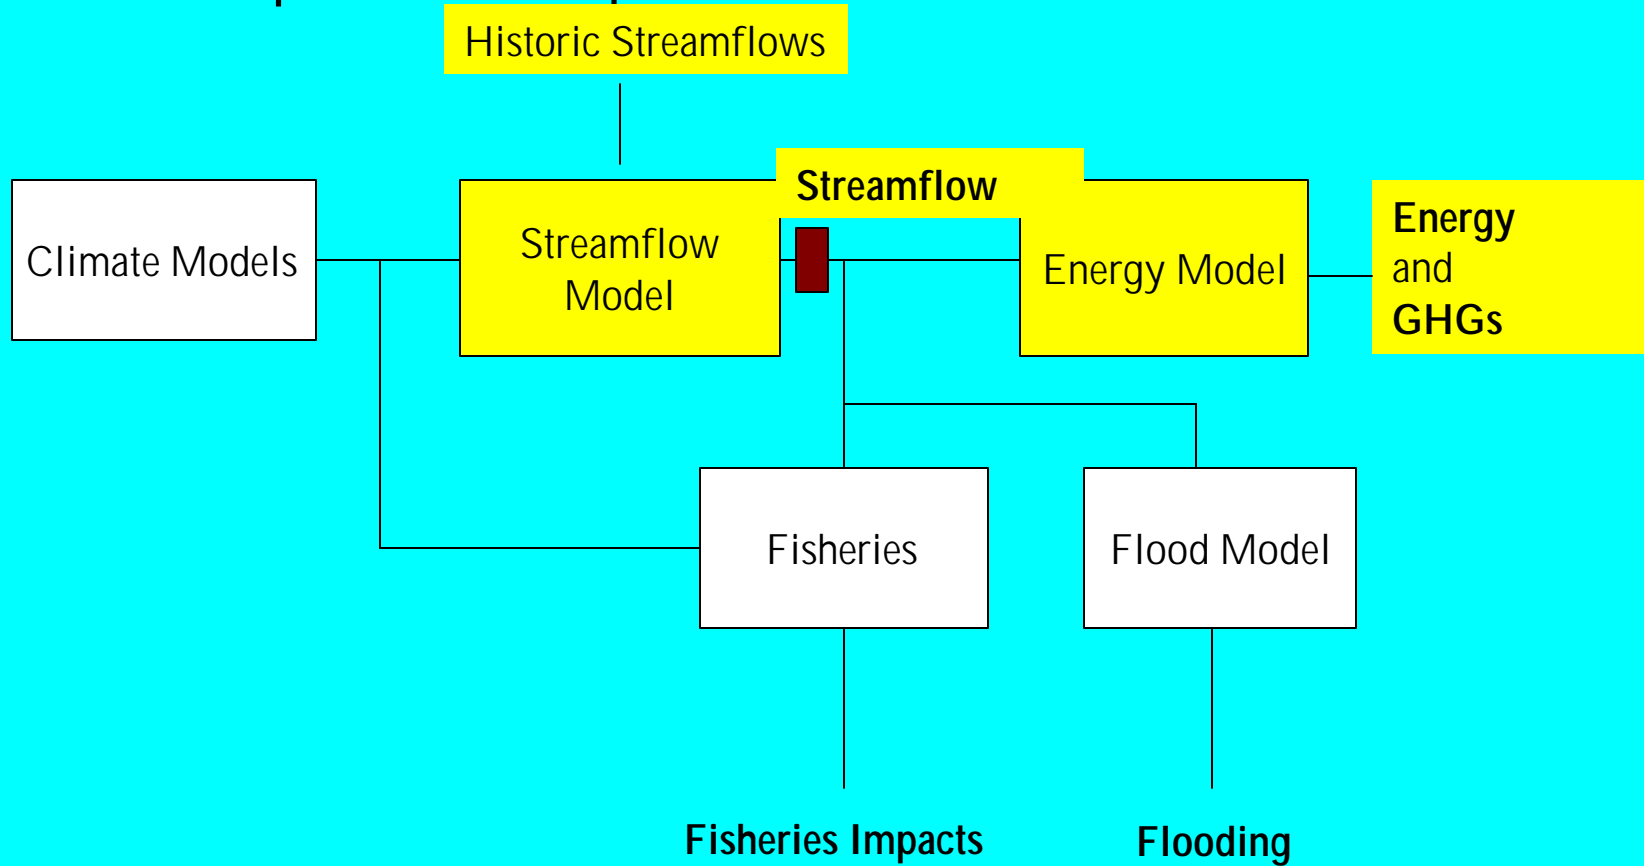 Historic Streamflows
Streamflow
Climate Models
Streamflow
Model
Energy Model
Energy
and
GHGs
Fisheries
Flood Model
Fisheries Impacts
Flooding